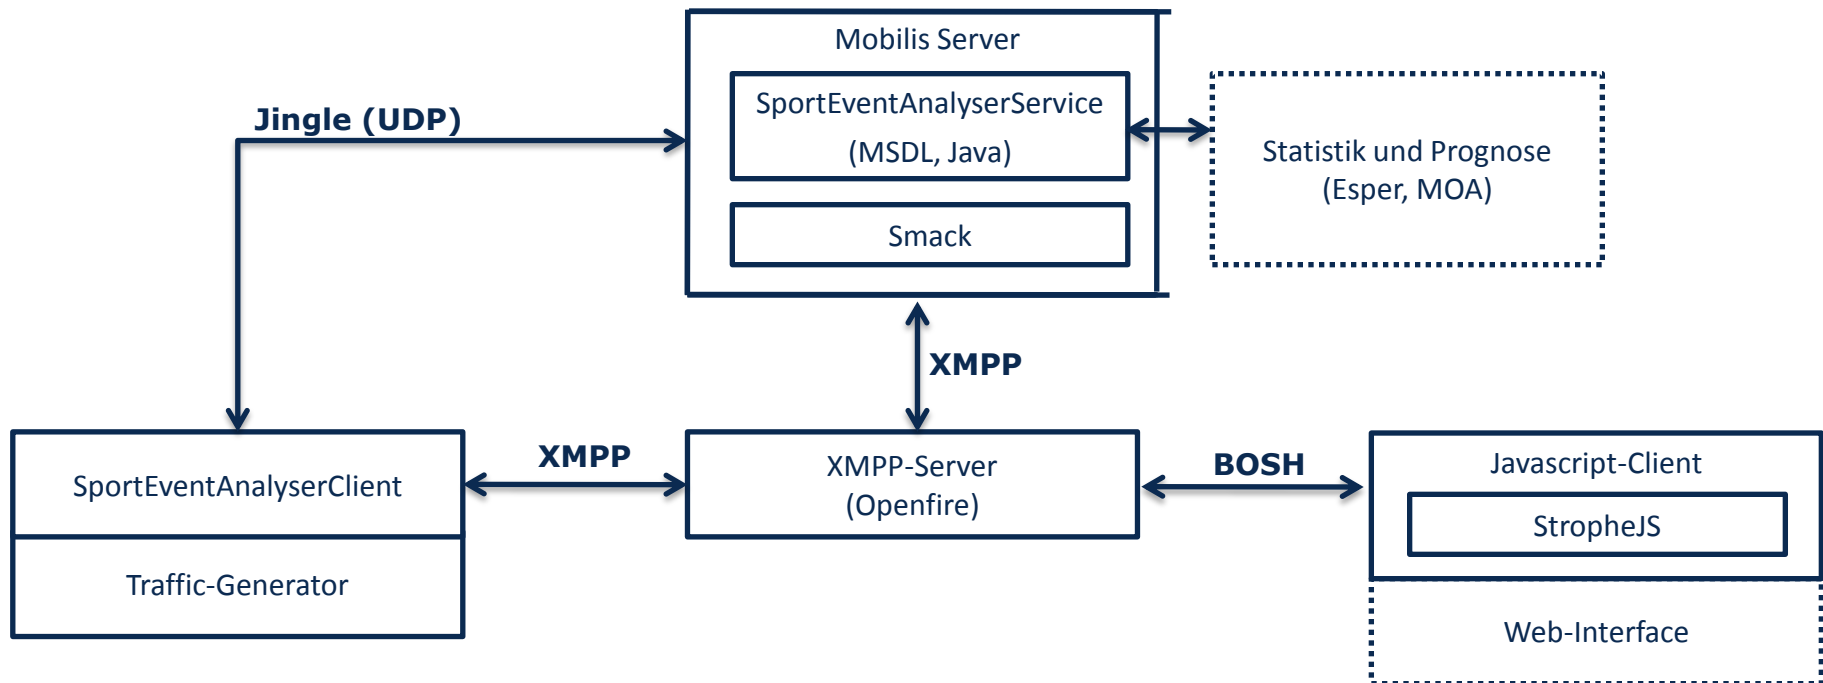 Mobilis Server
SportEventAnalyserService
(MSDL, Java)
Smack
Jingle (UDP)
Statistik und Prognose
(Esper, MOA)
XMPP
SportEventAnalyserClient
Traffic-Generator
XMPP
XMPP-Server
(Openfire)
BOSH
Javascript-Client
StropheJS
Web-Interface